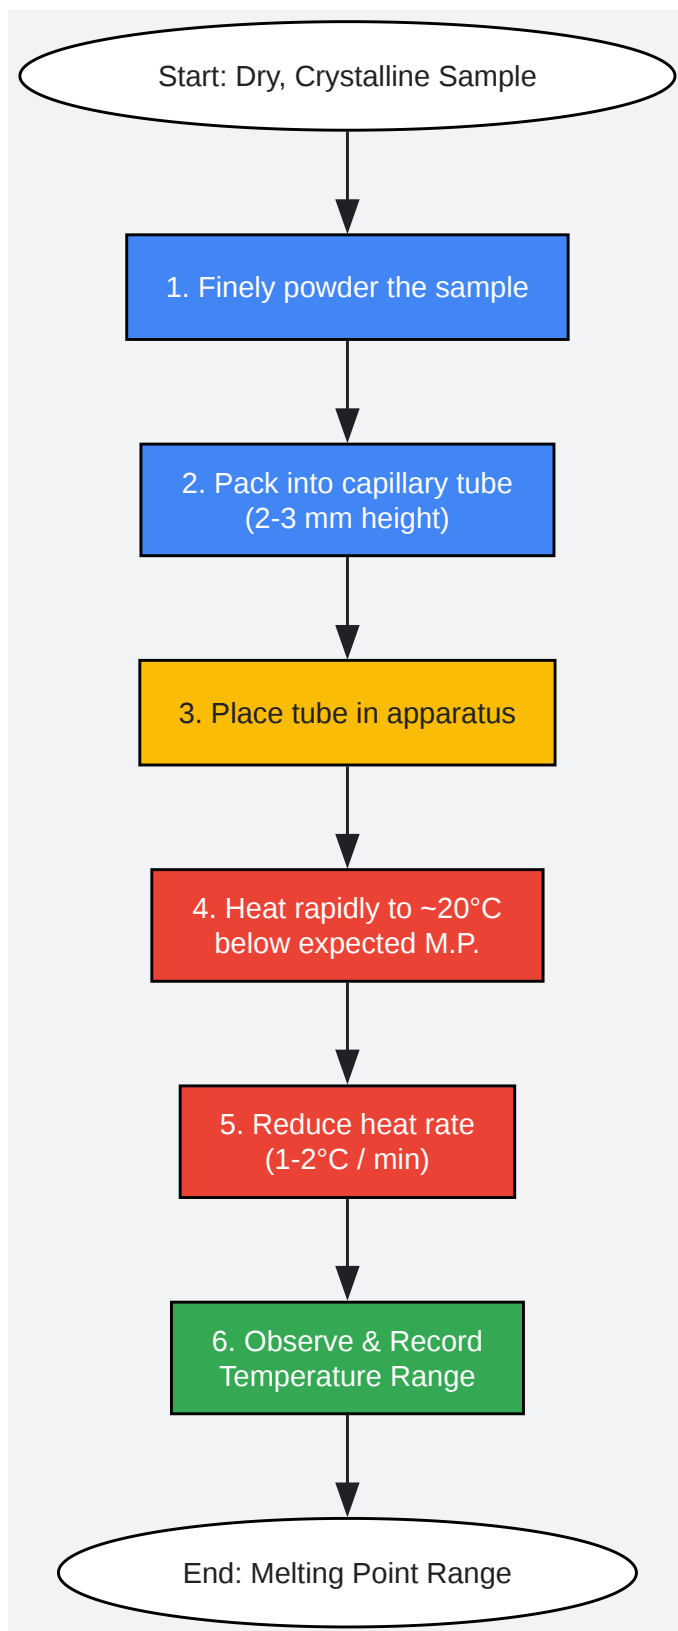 Start: Dry, Crystalline Sample
1. Finely powder the sample
2. Pack into capillary tube
(2-3 mm height)
3. Place tube in apparatus
4. Heat rapidly to ~20°C
below expected M.P.
5. Reduce heat rate
(1-2°C / min)
6. Observe & Record
Temperature Range
End: Melting Point Range